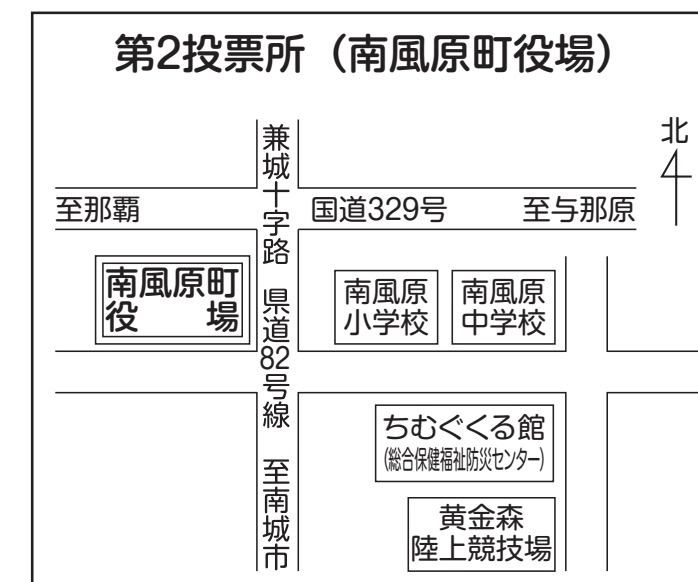 第2投票所（南風原町役場）
北
兼城十字路
至那覇
国道329号
至与那原
南風原町
役場
県道82号線
南風原
小学校
南風原
中学校
ちむぐくる館
(総合保健福祉防災センター)
至南城市
黄金森
陸上競技場